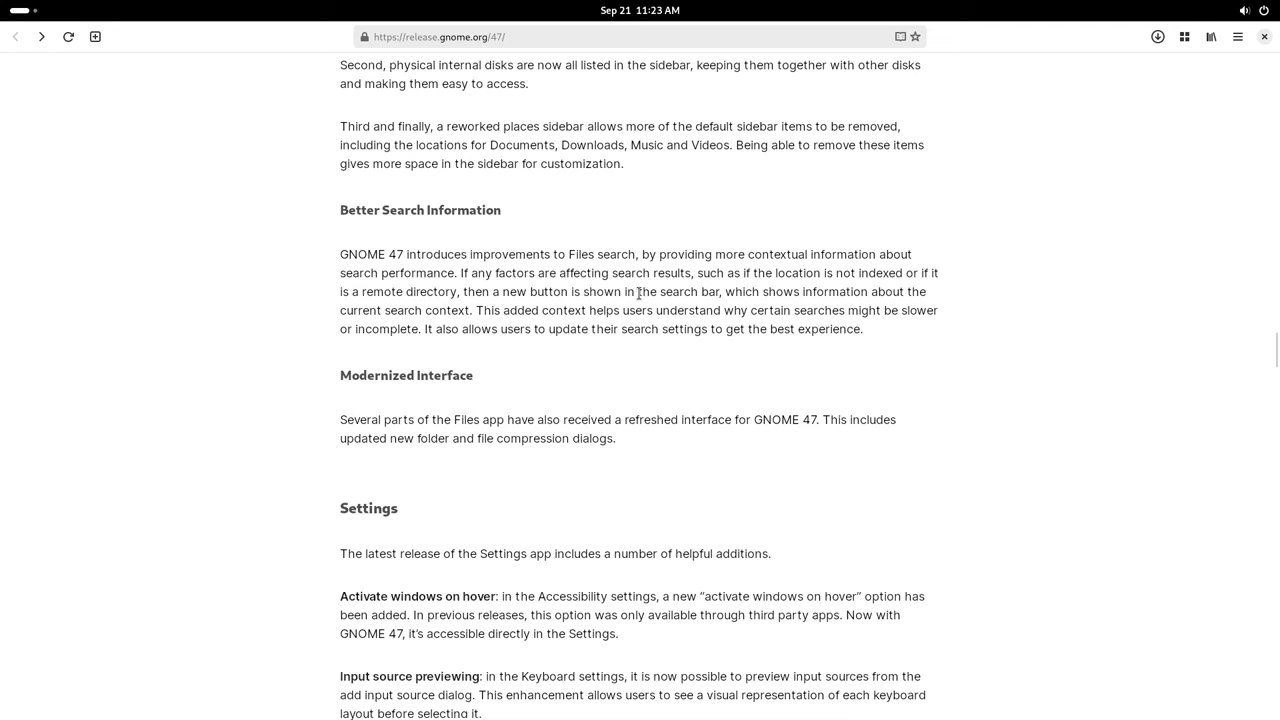 Sep 21 11:23 AM
https://release.gnome.org/47/
Second, physical internal disks are now all listed in the sidebar, keeping them together with other disks
and making them easy to access.
Third and finally, a reworked places sidebar allows more of the default sidebar items to be removed,
including the locations for Documents, Downloads, Music and Videos. Being able to remove these items
gives more space in the sidebar for customization.
Better Search Information
GNOME 47 introduces improvements to Files search, by providing more contextual information about
search performance. If any factors are affecting search results, such as if the location is not indexed or if it
is a remote directory, then a new button is shown in the search bar, which shows information about the
current search context. This added context helps users understand why certain searches might be slower
or incomplete. It also allows users to update their search settings to get the best experience.
Modernized Interface
Several parts of the Files app have also received a refreshed interface for GNOME 47. This includes
updated new folder and file compression dialogs.
Settings
The latest release of the Settings app includes a number of helpful additions.
Activate windows on hover: in the Accessibility settings, a new “activate windows on hover” option has
been added. In previous releases, this option was only available through third party apps. Now with
GNOME 47, it’s accessible directly in the Settings.
Input source previewing: in the Keyboard settings, it is now possible to preview input sources from the
add input source dialog. This enhancement allows users to see a visual representation of each keyboard
layout before selecting it.